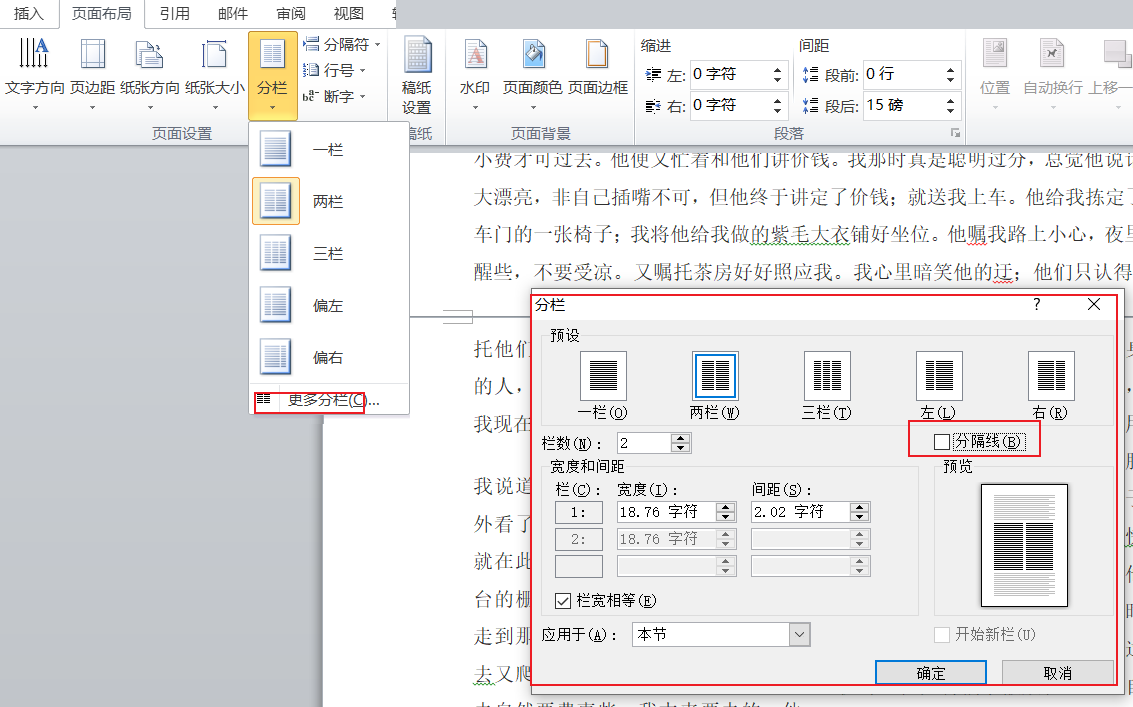 插入 页面布局 引用 邮件 审阅 视图
文字方向 页边距 纸张方向 纸张大小 分栏 分隔符 行号 断字 稿纸设置 水印 页面颜色 页面边框
缩进 间距
左: 0 字符 段前: 0 行
右: 0 字符 段后: 15 磅
位置 自动换行 上移一
页面设置 稿纸 页面背景 段落
一栏
两栏
三栏
偏左
偏右
更多分栏(C)...
小费才可过去。他便又忙着和他们讲价钱。我那时真是聪明过分，总觉他说话
大漂亮，非自己插嘴不可，但他终于讲定了价钱；就送我上车。他给我拣定了
车门的一张椅子；我将他给我做的紫毛大衣铺好坐位。他嘱我路上小心，夜里
醒些，不要受凉。又嘱托茶房好好照应我。我心里暗笑他的迂；他们只认得
托他们
的人，
我现在
我说道
外看了
就在此
台的栅
走到那
去又爬
分栏 ?
预设
一栏(O) 两栏(W) 三栏(T) 左(L) 右(R)
栏数(N): 2 分隔线(B)
宽度和间距 预览
栏(C): 宽度(I): 间距(S):
1: 18.76 字符 2.02 字符
2: 18.76 字符
栏宽相等(E)
应用于(A): 本节 开始新栏(U)
确定 取消